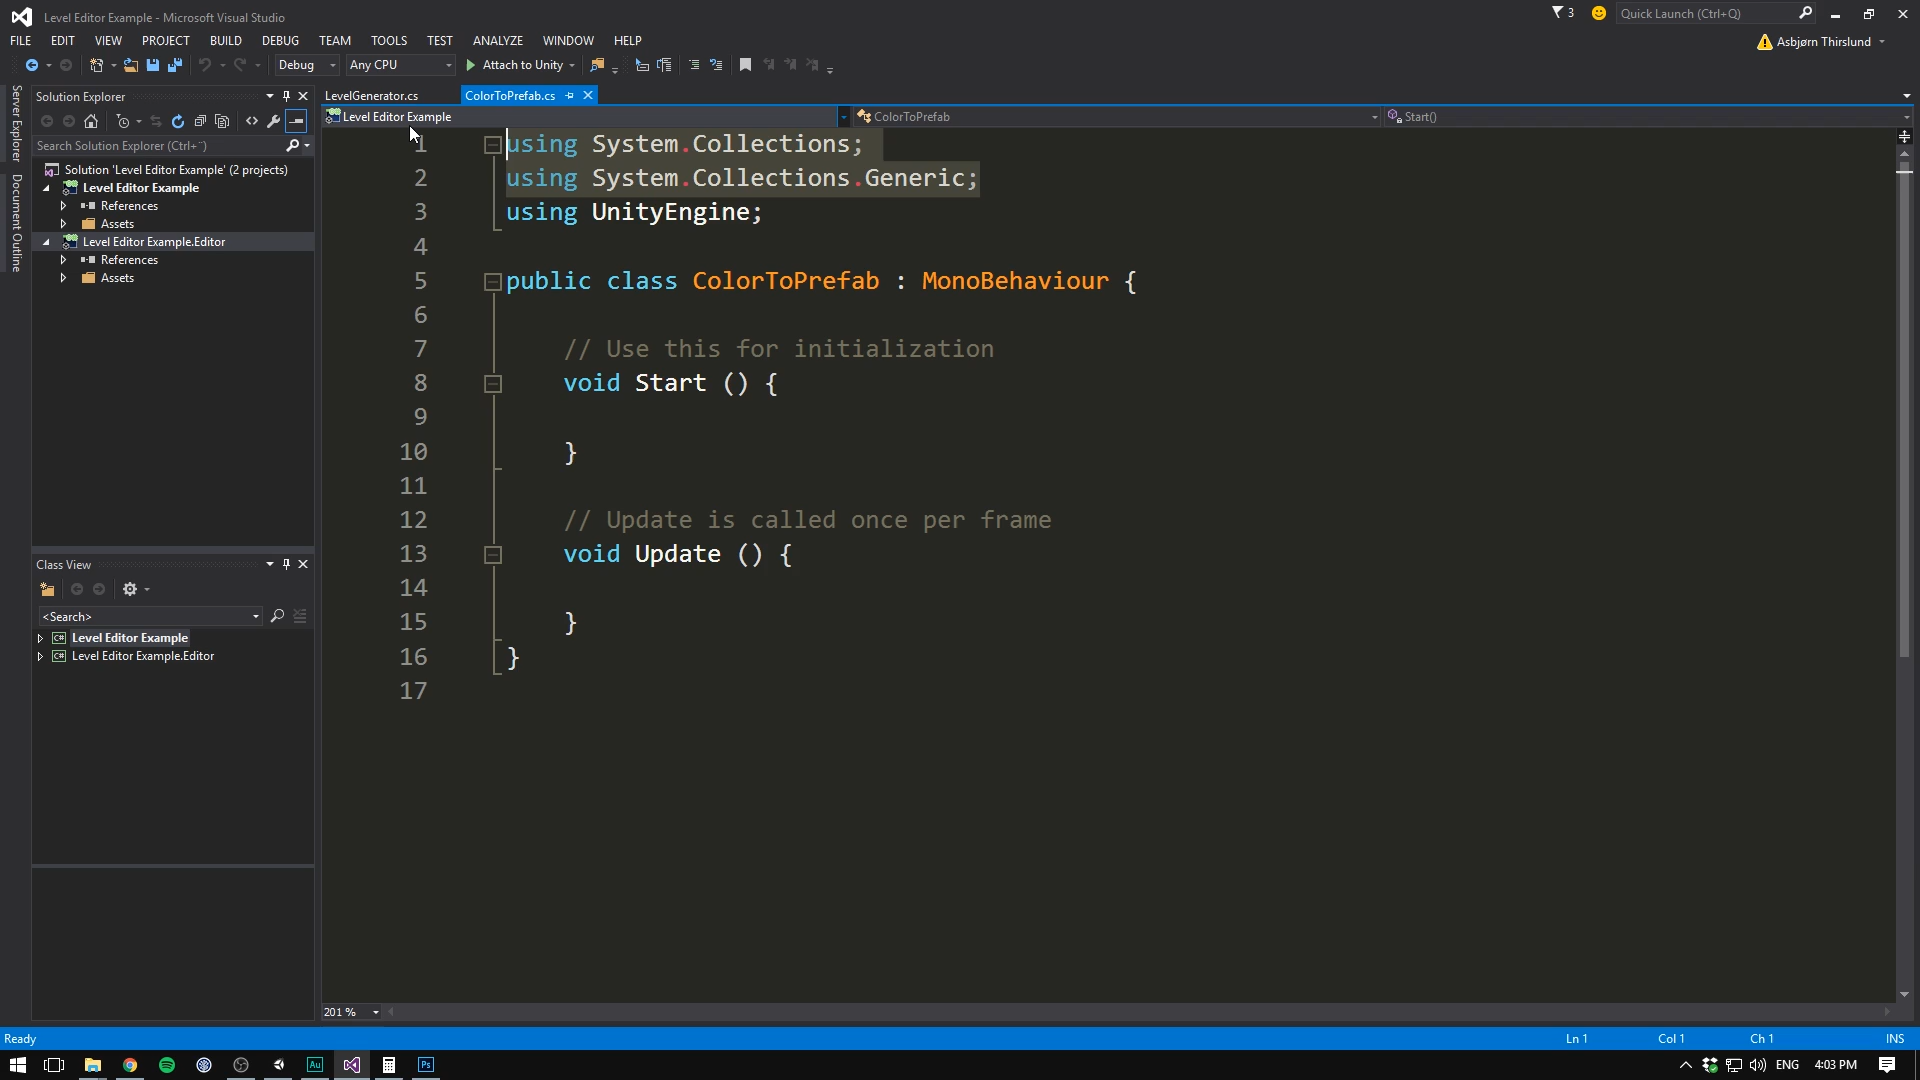 Level Editor Example - Microsoft Visual Studio
3
Quick Launch (Ctrl+Q)
FILE EDIT VIEW PROJECT BUILD DEBUG TEAM TOOLS TEST ANALYZE WINDOW HELP
Asbjørn Thirslund
Debug
Any CPU
Attach to Unity
Server Explorer
Document Outline
Solution Explorer
Search Solution Explorer (Ctrl+¨)
Solution 'Level Editor Example' (2 projects)
Level Editor Example
References
Assets
Level Editor Example.Editor
References
Assets
Class View
<Search>
Level Editor Example
Level Editor Example.Editor
LevelGenerator.cs
ColorToPrefab.cs
Level Editor Example
ColorToPrefab
Start()
1 using System.Collections;
2 using System.Collections.Generic;
3 using UnityEngine;
4
5 public class ColorToPrefab : MonoBehaviour {
6
7 // Use this for initialization
8 void Start () {
9
10 }
11
12 // Update is called once per frame
13 void Update () {
14
15 }
16 }
17
201 %
Ready
Ln 1
Col 1
Ch 1
INS
Au
Ps
ENG
4:03 PM